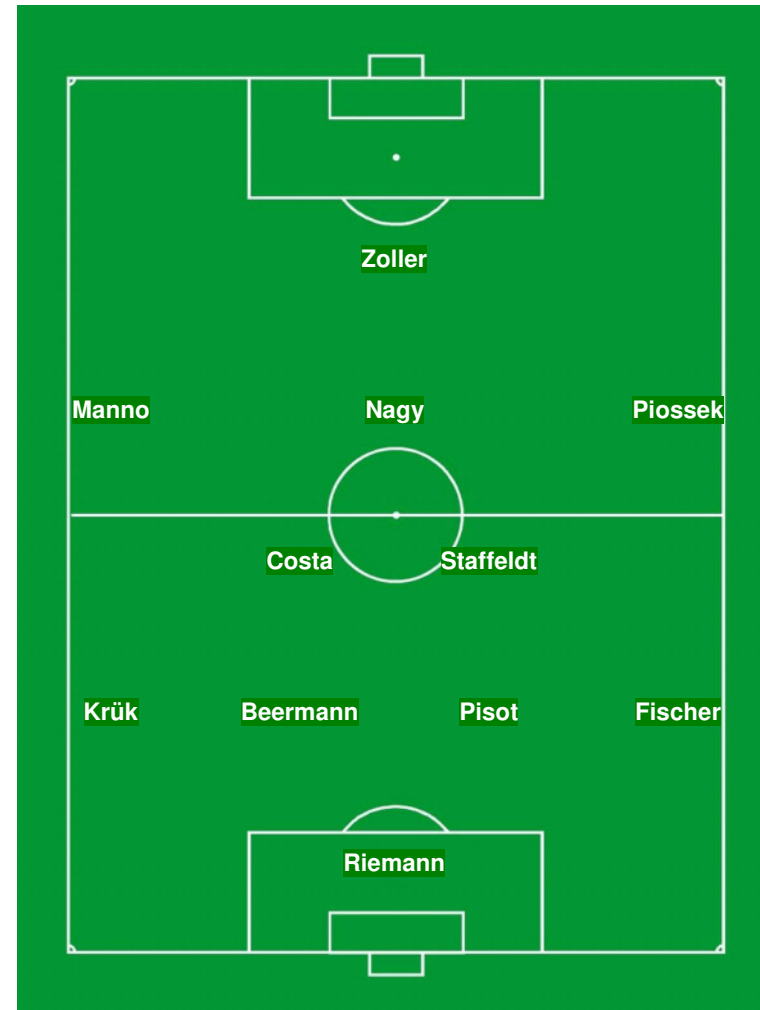 Zoller
Manno Nagy Piossek
Costa Staffeldt
Krük Beermann Pisot Fischer
Riemann